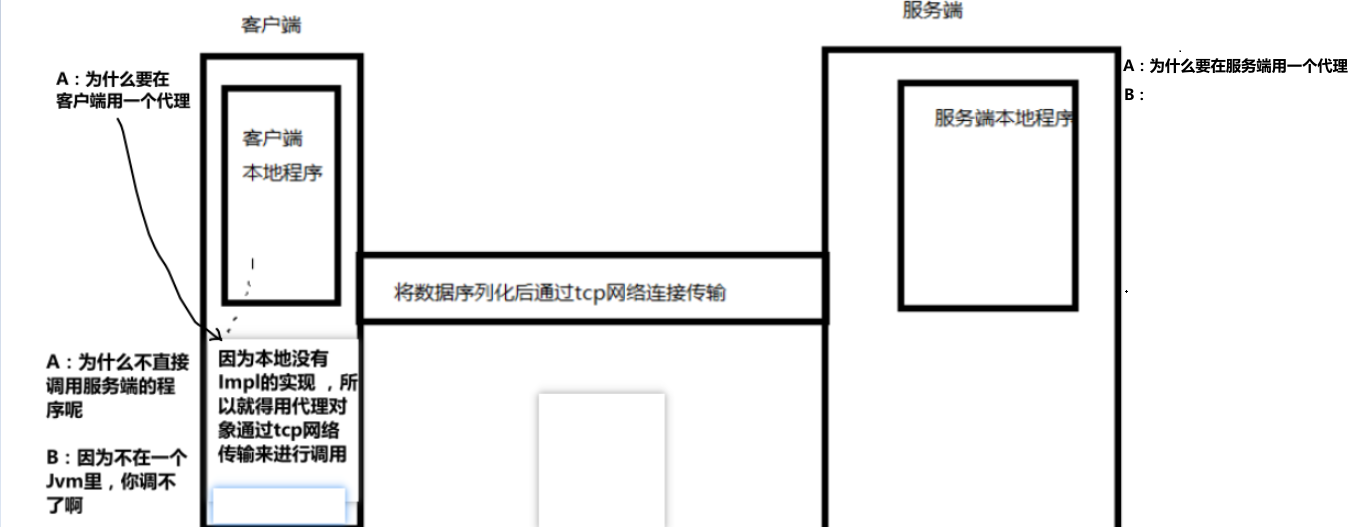 客户端
服务端
A：为什么要在
客户端用一个代理
A：为什么要在服务端用一个代理
B：
客户端
本地程序
服务端本地程序
将数据序列化后通过tcp网络连接传输
A：为什么不直接
调用服务端的程
序呢
B：因为不在一个
Jvm里，你调不
了啊
因为本地没有
Impl的实现 ，所
以就得用代理对
象通过tcp网络
传输来进行调用